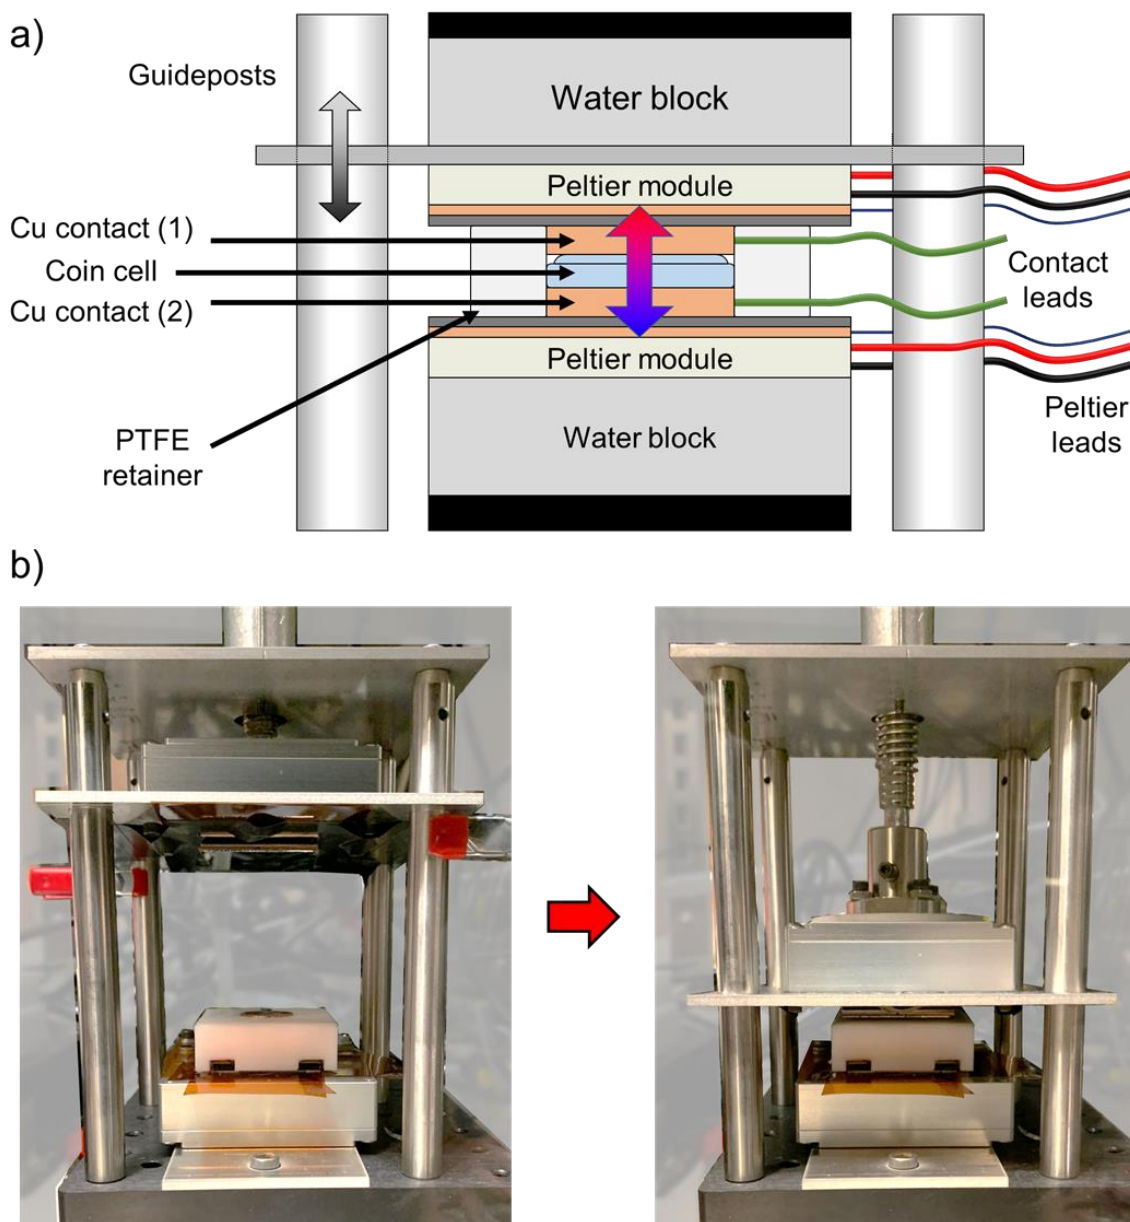 a)
Guideposts
Water block
Peltier module
Cu contact (1)
Coin cell
Cu contact (2)
Contact
leads
Peltier module
Water block
PTFE
retainer
Peltier
leads
b)